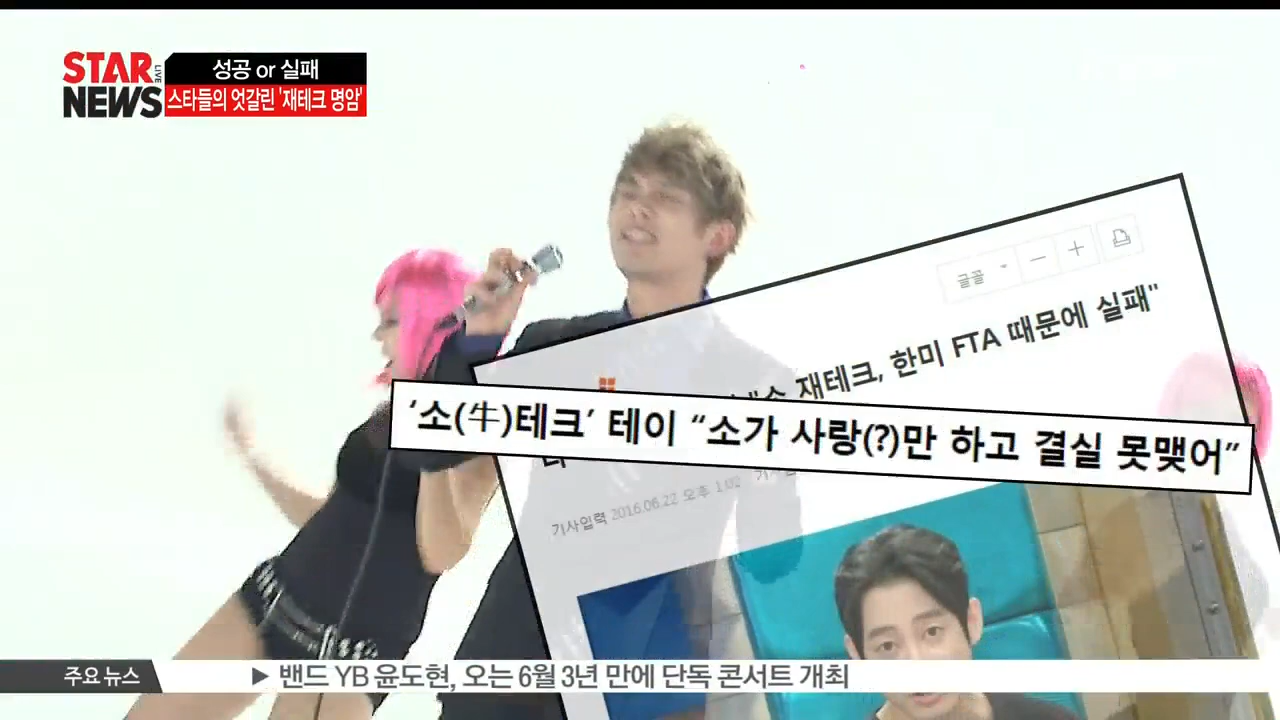 STAR LIVE
NEWS
성공 or 실패
스타들의 엇갈린 '재테크 명암'
글꼴
재테크, 한미 FTA 때문에 실패"
'소(牛)테크' 테이 “소가 사랑(?)만 하고 결실 못맺어”
기사입력 2016.06.22 오후 1:02
주요뉴스
▶ 밴드 YB 윤도현, 오는 6월 3년 만에 단독 콘서트 개최